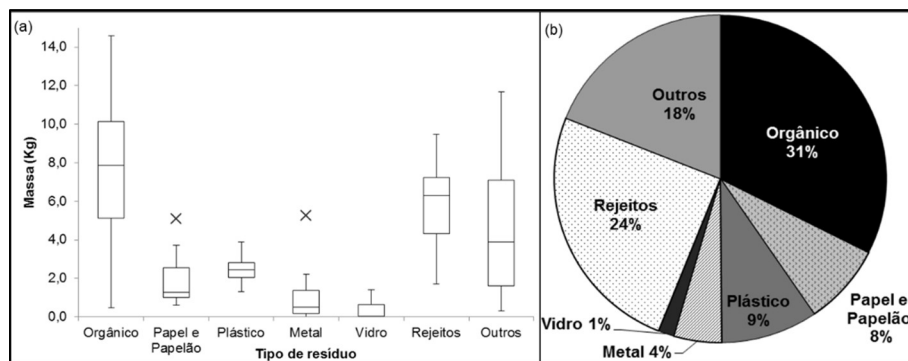 (a)
Massa (Kg)
14,0
12,0
10,0
8,0
6,0
4,0
2,0
0,0
Orgânico
Papel e
Papelão
Plástico
Metal
Vidro
Rejeitos
Outros
Tipo de resíduo
(b)
Outros
18%
Orgânico
31%
Rejeitos
24%
Plástico
9%
Papel e
Papelão
8%
Vidro 1%
Metal 4%